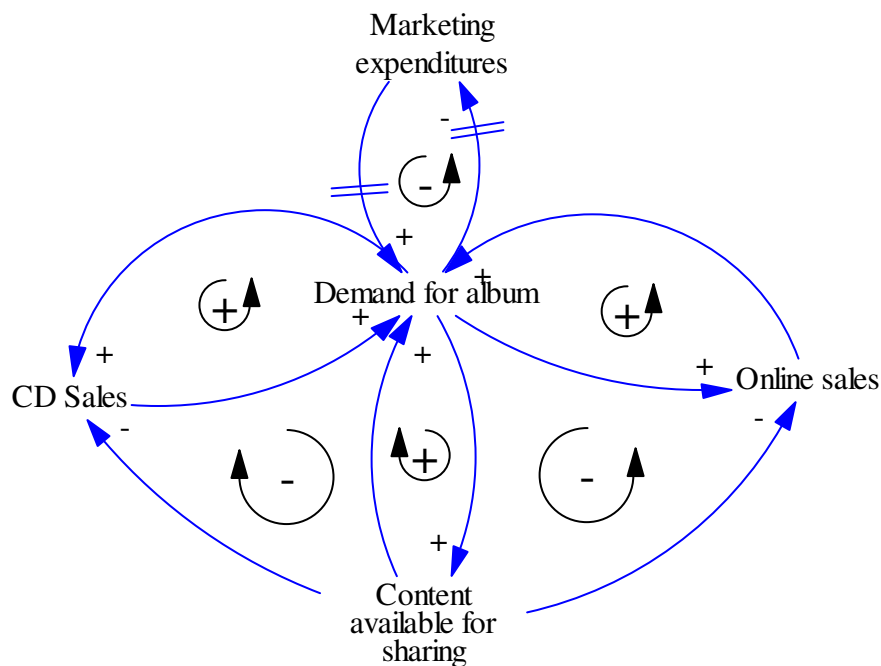 Marketing
expenditures
-
-
+
+
Demand for album
+
+
+
+
+
+
Online sales
CD Sales
-
-
+
-
-
+
Content
available for
sharing